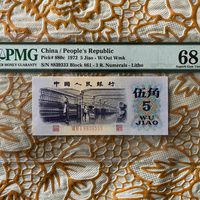 PMG
China / People's Republic
Pick# 880c 1972 5 Jiao - W/Out Wmk
S/N 8839333 Block 861 - 3 R. Numerals - Litho
68
中国人民银行
伍角
5
WU JIAO